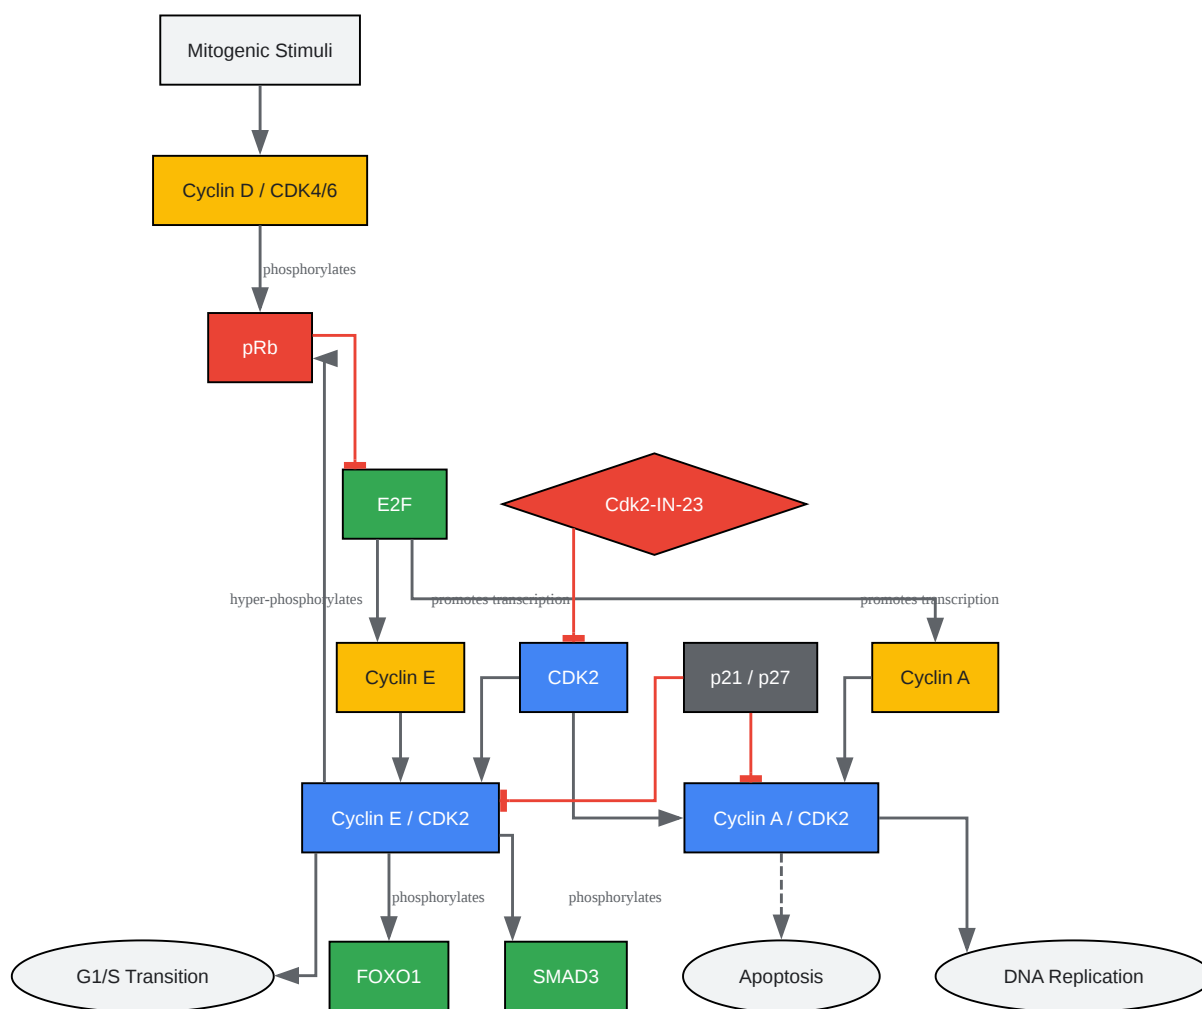 Mitogenic Stimuli
Cyclin D / CDK4/6
phosphorylates
pRb
E2F
Cdk2-IN-23
hyper-phosphorylates
promotes transcription
promotes transcription
Cyclin E
CDK2
p21 / p27
Cyclin A
Cyclin E / CDK2
Cyclin A / CDK2
phosphorylates
phosphorylates
G1/S Transition
FOXO1
SMAD3
Apoptosis
DNA Replication